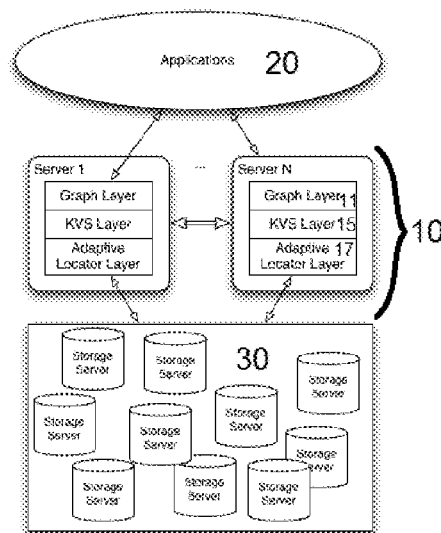 Applications 20
Server 1
Graph Layer
KVS Layer
Adaptive
Locator Layer
...
Server N
Graph Layer 11
KVS Layer 15
Adaptive 17
Locator Layer
10
30
Storage
Server
Storage
Server
Storage
Server
Storage
Server
Storage
Server
Storage
Server
Storage
Server
Storage
Server
Storage
Server
Storage
Server